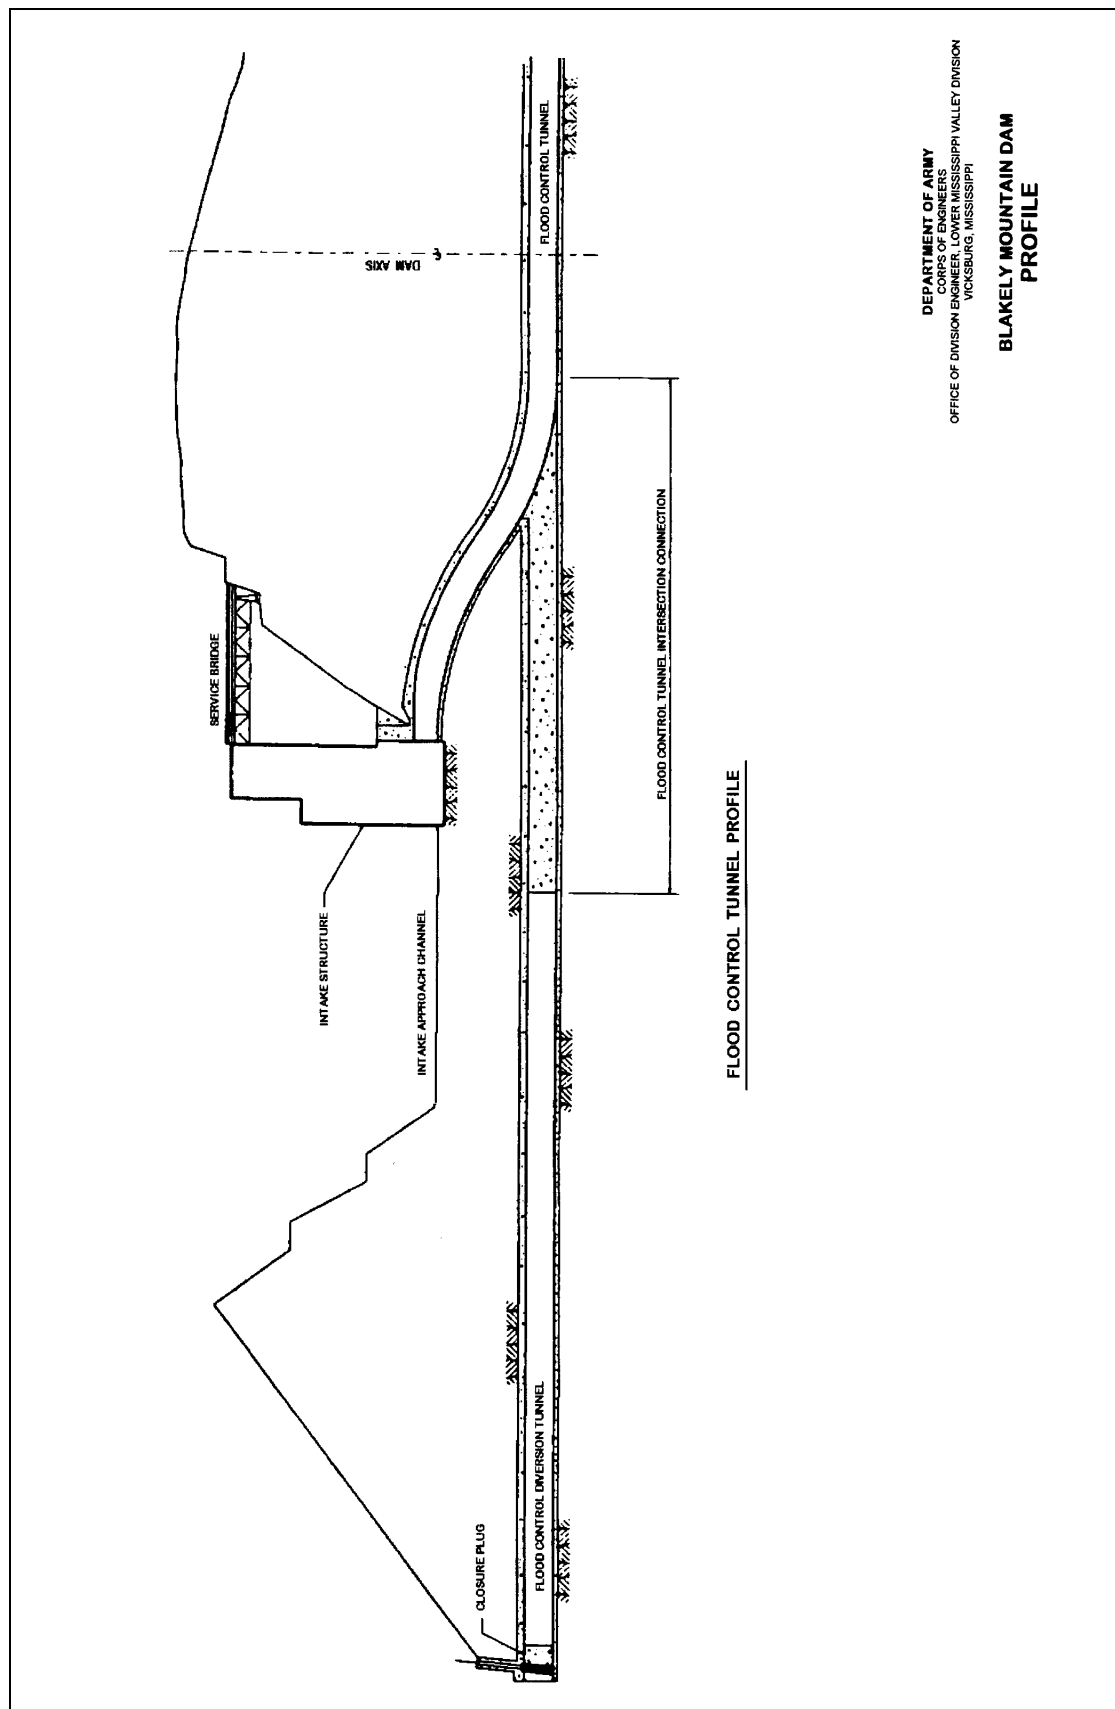 SERVICE BRIDGE
DAM AXIS
FLOOD CONTROL TUNNEL
INTAKE STRUCTURE
INTAKE APPROACH CHANNEL
CLOSURE PLUG
FLOOD CONTROL DIVERSION TUNNEL
FLOOD CONTROL TUNNEL INTERSECTION CONNECTION
FLOOD CONTROL TUNNEL PROFILE
DEPARTMENT OF ARMY
CORPS OF ENGINEERS
OFFICE OF DIVISION ENGINEER, LOWER MISSISSIPPI VALLEY DIVISION
VICKSBURG, MISSISSIPPI
BLAKELY MOUNTAIN DAM
PROFILE